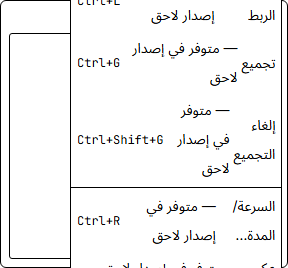 الربط — Ctrl+L
إصدار لاحق
تجميع — متوفر في إصدار Ctrl+G
لاحق
إلغاء — متوفر
التجميع في إصدار Ctrl+Shift+G
لاحق
السرعة/ — متوفر في Ctrl+R
المدة... إصدار لاحق